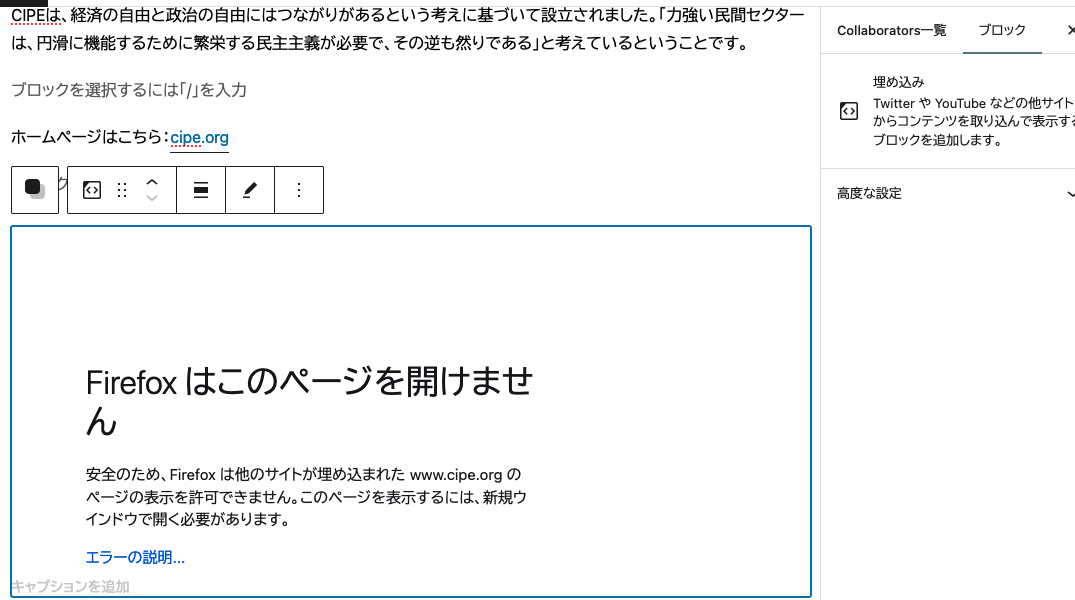 CIPEは、経済の自由と政治の自由にはつながりがあるという考えに基づいて設立されました。「力強い民間セクター
は、円滑に機能するために繁栄する民主主義が必要で、その逆も然りである」と考えているということです。
ブロックを選択するには「/」を入力
ホームページはこちら：cipe.org
ク
Firefox はこのページを開けませ
ん
安全のため、Firefox は他のサイトが埋め込まれた www.cipe.org の
ページの表示を許可できません。このページを表示するには、新規ウ
インドウで開く必要があります。
エラーの説明...
キャプションを追加
Collaborators一覧
ブロック
埋め込み
Twitter や YouTube などの他サイト
からコンテンツを取り込んで表示する
ブロックを追加します。
高度な設定